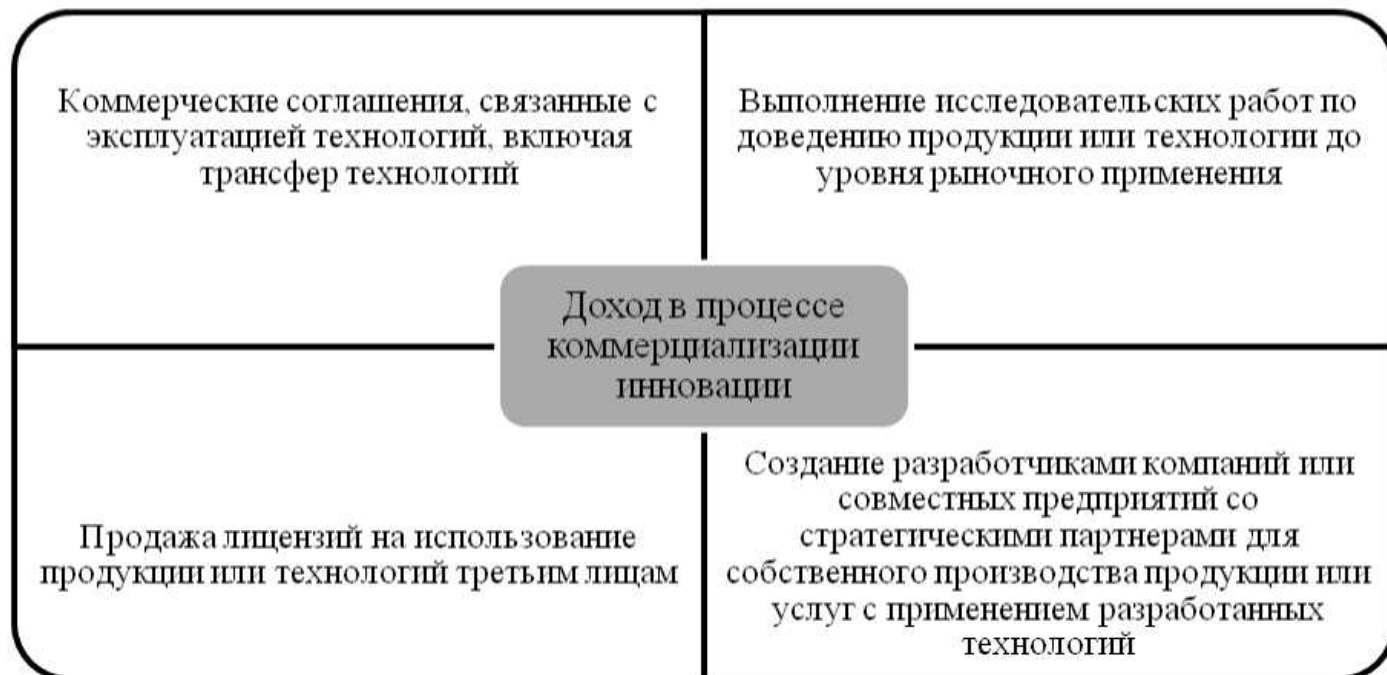 Коммерческие соглашения, связанные с
эксплуатацией технологий, включая
трансфер технологий
Выполнение исследовательских работ по
доведению продукции или технологии до
уровня рыночного применения
Доход в процессе
коммерциализации
инновации
Продажа лицензий на использование
продукции или технологий третьим лицам
Создание разработчиками компаний или
совместных предприятий со
стратегическими партнерами для
собственного производства продукции или
услуг с применением разработанных
технологий